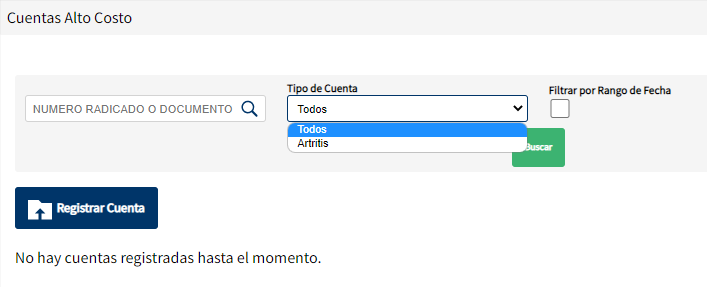 Cuentas Alto Costo
Tipo de Cuenta
Filtrar por Rango de Fecha
NUMERO RADICADO O DOCUMENTO
Todos
Todos
Artritis
Buscar
Registrar Cuenta
No hay cuentas registradas hasta el momento.